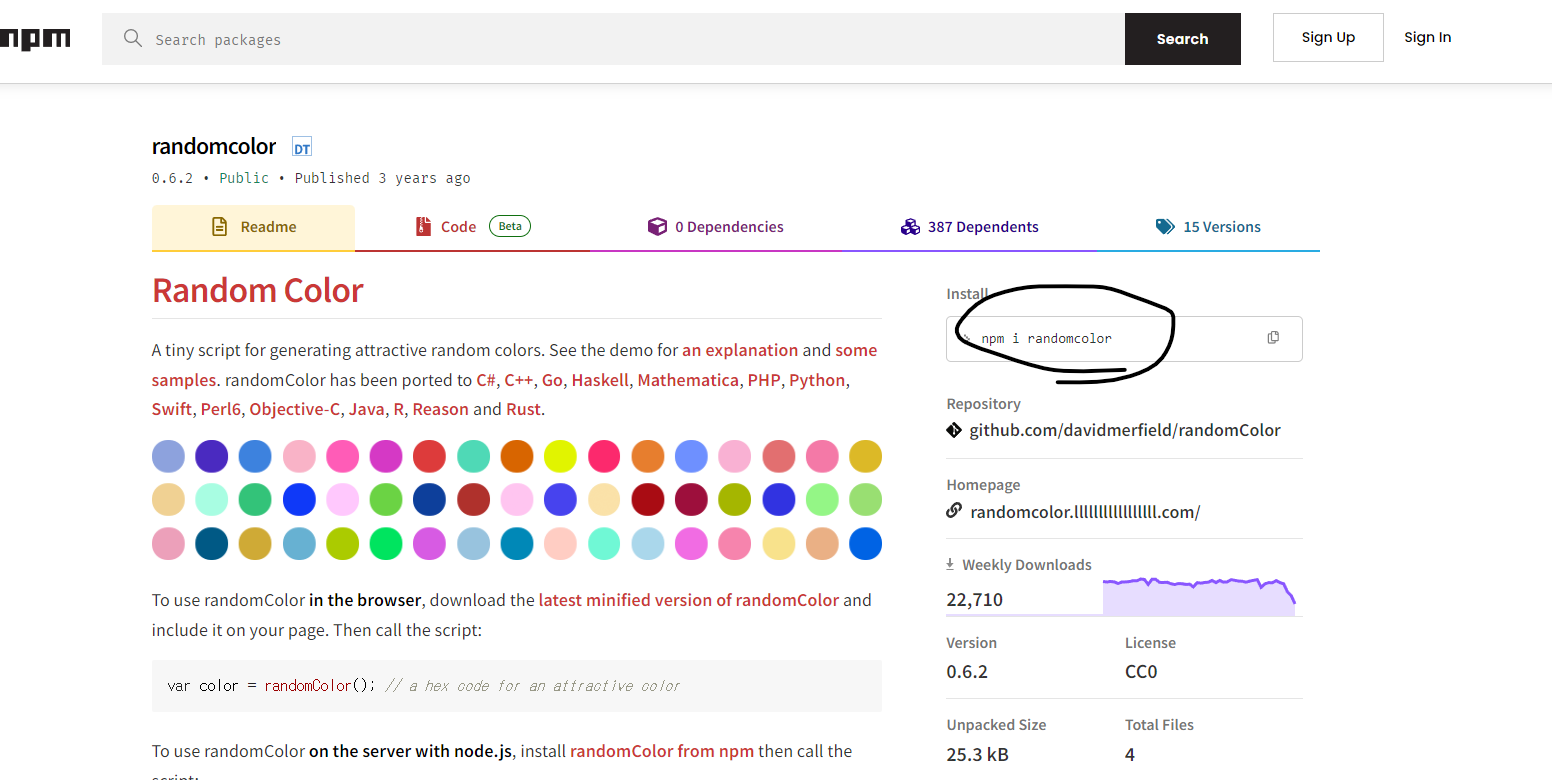 npm
Search packages
Search
Sign Up
Sign In
randomcolor DT
0.6.2 • Public • Published 3 years ago
Readme
Code Beta
0 Dependencies
387 Dependents
15 Versions
Random Color
A tiny script for generating attractive random colors. See the demo for an explanation and some
samples. randomColor has been ported to C#, C++, Go, Haskell, Mathematica, PHP, Python,
Swift, Perl6, Objective-C, Java, R, Reason and Rust.
To use randomColor in the browser, download the latest minified version of randomColor and
include it on your page. Then call the script:
var color = randomColor(); // a hex code for an attractive color
To use randomColor on the server with node.js, install randomColor from npm then call the
script:
Install
npm i randomcolor
Repository
github.com/davidmerfield/randomColor
Homepage
Weekly Downloads
22,710
Version
0.6.2
License
CC0
Unpacked Size
25.3 kB
Total Files
4